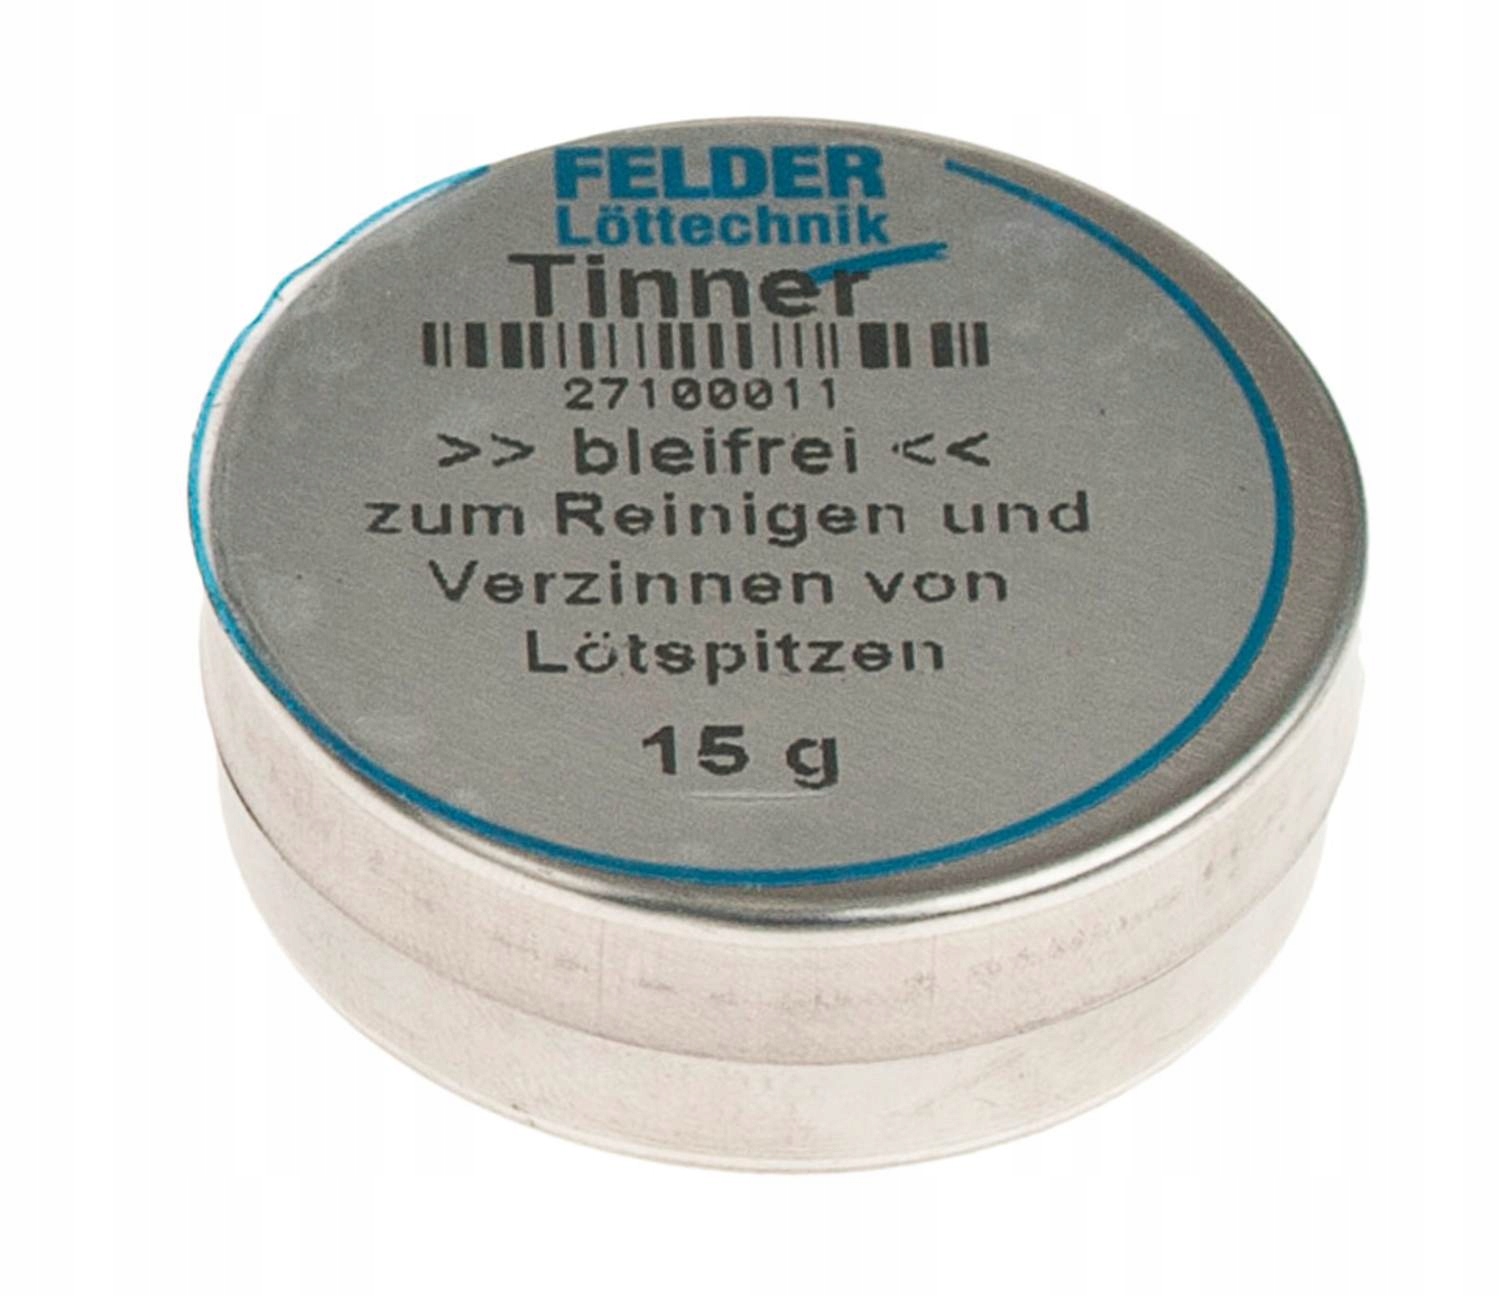 FELDER
Löttechnik
Tinner
27100011
>> bleifrei <<
zum Reinigen und
Verzinnen von
Lötspitzen
15 g